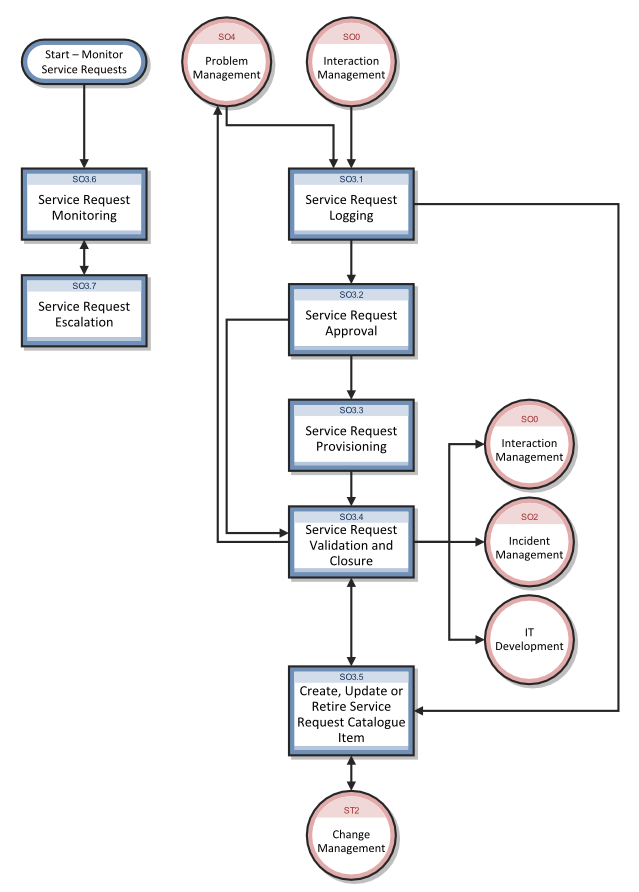 Start – Monitor
Service Requests
SO4
Problem
Management
SO0
Interaction
Management
SO3.6
Service Request
Monitoring
SO3.1
Service Request
Logging
SO3.7
Service Request
Escalation
SO3.2
Service Request
Approval
SO3.3
Service Request
Provisioning
SO0
Interaction
Management
SO3.4
Service Request
Validation and
Closure
SO2
Incident
Management
IT
Development
SO3.5
Create, Update or
Retire Service
Request Catalogue
Item
ST2
Change
Management